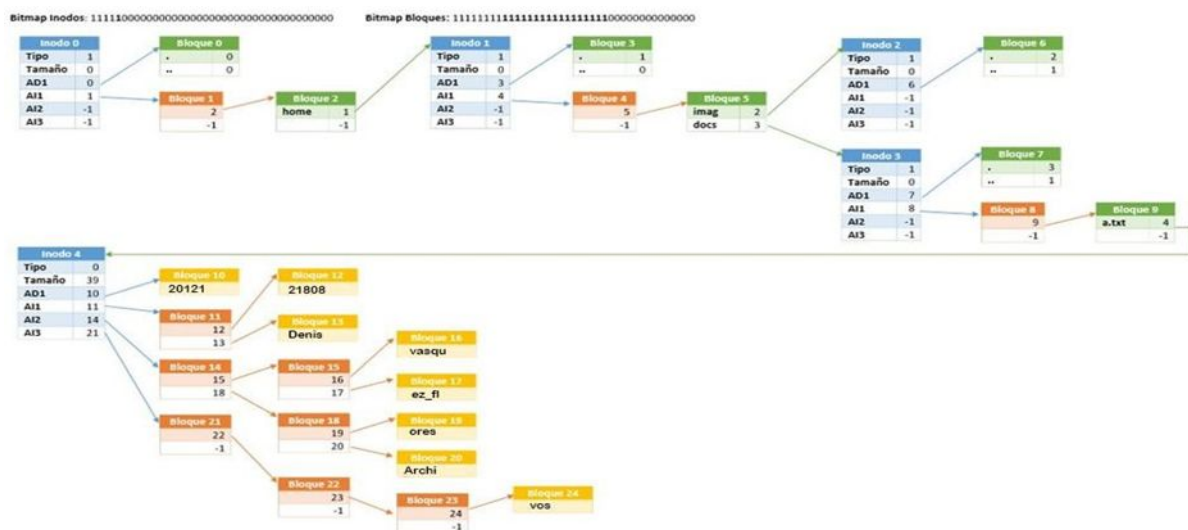 Bitmap Inodos: 1111100000000000000000000000000000000000
Bitmap Bloques: 1111111111111111111111111000000000000000
Inodo 0
Tipo 1
Tamaño 0
AD1 0
AI1 1
AI2 -1
AI3 -1
Bloque 0
. 0
.. 0
Bloque 1
2
-1
Bloque 2
home 1
-1
Inodo 1
Tipo 1
Tamaño 0
AD1 3
AI1 4
AI2 -1
AI3 -1
Bloque 3
. 1
.. 0
Bloque 4
5
-1
Bloque 5
imag 2
docs 3
Inodo 2
Tipo 1
Tamaño 0
AD1 6
AI1 -1
AI2 -1
AI3 -1
Bloque 6
. 2
.. 1
Inodo 3
Tipo 1
Tamaño 0
AD1 7
AI1 8
AI2 -1
AI3 -1
Bloque 7
. 3
.. 1
Bloque 8
9
-1
Bloque 9
a.txt 4
-1
Inodo 4
Tipo 0
Tamaño 39
AD1 10
AI1 11
AI2 14
AI3 21
Bloque 10
20121
Bloque 11
12
13
Bloque 12
21808
Bloque 13
Denis
Bloque 14
15
18
Bloque 15
16
17
Bloque 16
vasqu
Bloque 17
ez_fl
Bloque 18
19
20
Bloque 19
ores
Bloque 20
Archi
Bloque 21
22
-1
Bloque 22
23
-1
Bloque 23
24
-1
Bloque 24
vos